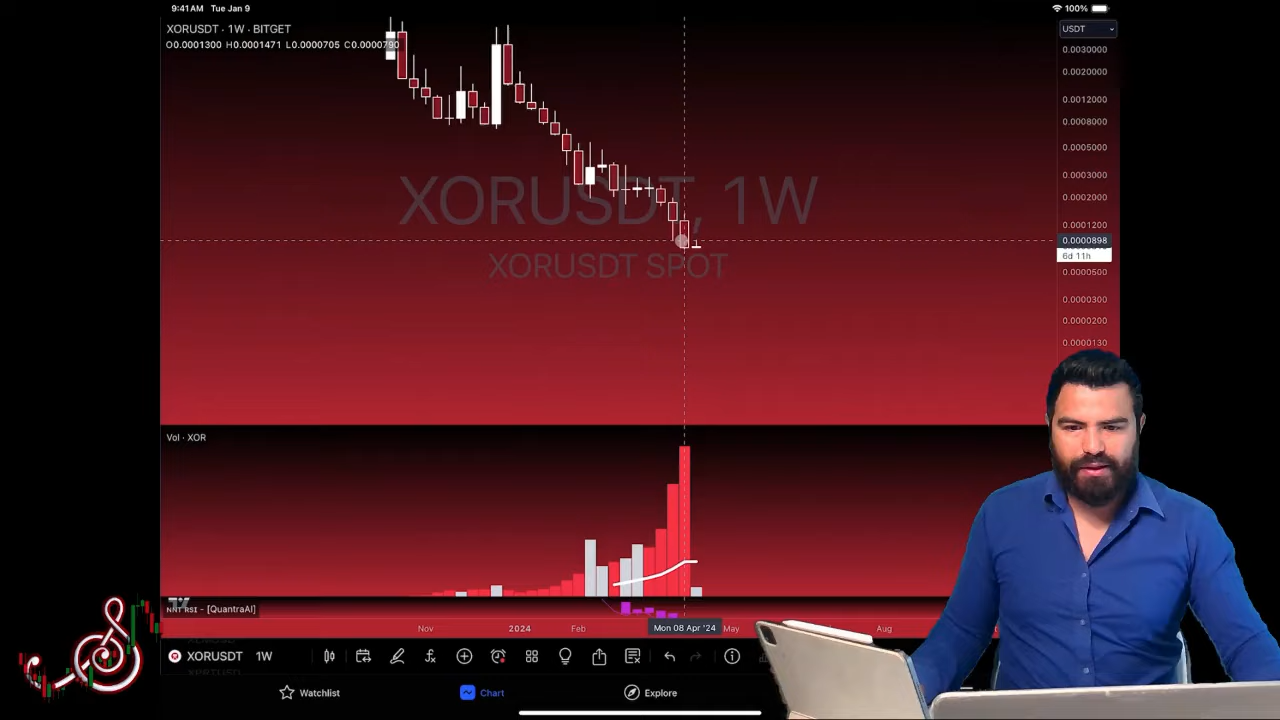 9:41 AM Tue Jan 9
100%
XORUSDT · 1W · BITGET
O0.0001300 H0.0001471 L0.0000705 C0.0000790
USDT
0.0030000
0.0020000
0.0012000
0.0008000
0.0005000
0.0003000
0.0002000
0.0001200
0.0000898
6d 11h
0.0000500
0.0000300
0.0000200
0.0000130
XORUSDT, 1W
XORUSDT SPOT
Vol · XOR
NNT RSI - [QuantraAI]
Nov
2024
Feb
Mon 08 Apr '24
May
Aug
XORUSDT
1W
Watchlist
Chart
Explore